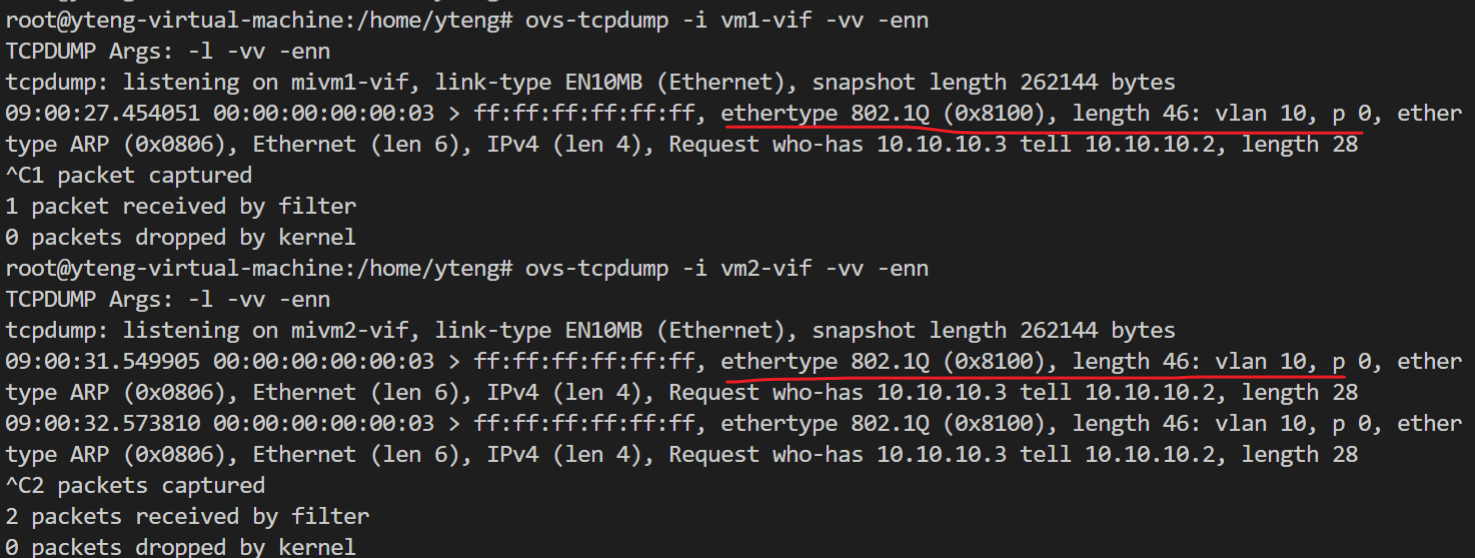 root@yteng-virtual-machine:/home/yteng# ovs-tcpdump -i vm1-vif -vv -enn
TCPDUMP Args: -l -vv -enn
tcpdump: listening on mivm1-vif, link-type EN10MB (Ethernet), snapshot length 262144 bytes
09:00:27.454051 00:00:00:00:00:03 > ff:ff:ff:ff:ff:ff, ethertype 802.1Q (0x8100), length 46: vlan 10, p 0, ether
type ARP (0x0806), Ethernet (len 6), IPv4 (len 4), Request who-has 10.10.10.3 tell 10.10.10.2, length 28
^C1 packet captured
1 packet received by filter
0 packets dropped by kernel
root@yteng-virtual-machine:/home/yteng# ovs-tcpdump -i vm2-vif -vv -enn
TCPDUMP Args: -l -vv -enn
tcpdump: listening on mivm2-vif, link-type EN10MB (Ethernet), snapshot length 262144 bytes
09:00:31.549905 00:00:00:00:00:03 > ff:ff:ff:ff:ff:ff, ethertype 802.1Q (0x8100), length 46: vlan 10, p 0, ether
type ARP (0x0806), Ethernet (len 6), IPv4 (len 4), Request who-has 10.10.10.3 tell 10.10.10.2, length 28
09:00:32.573810 00:00:00:00:00:03 > ff:ff:ff:ff:ff:ff, ethertype 802.1Q (0x8100), length 46: vlan 10, p 0, ether
type ARP (0x0806), Ethernet (len 6), IPv4 (len 4), Request who-has 10.10.10.3 tell 10.10.10.2, length 28
^C2 packets captured
2 packets received by filter
0 packets dropped by kernel